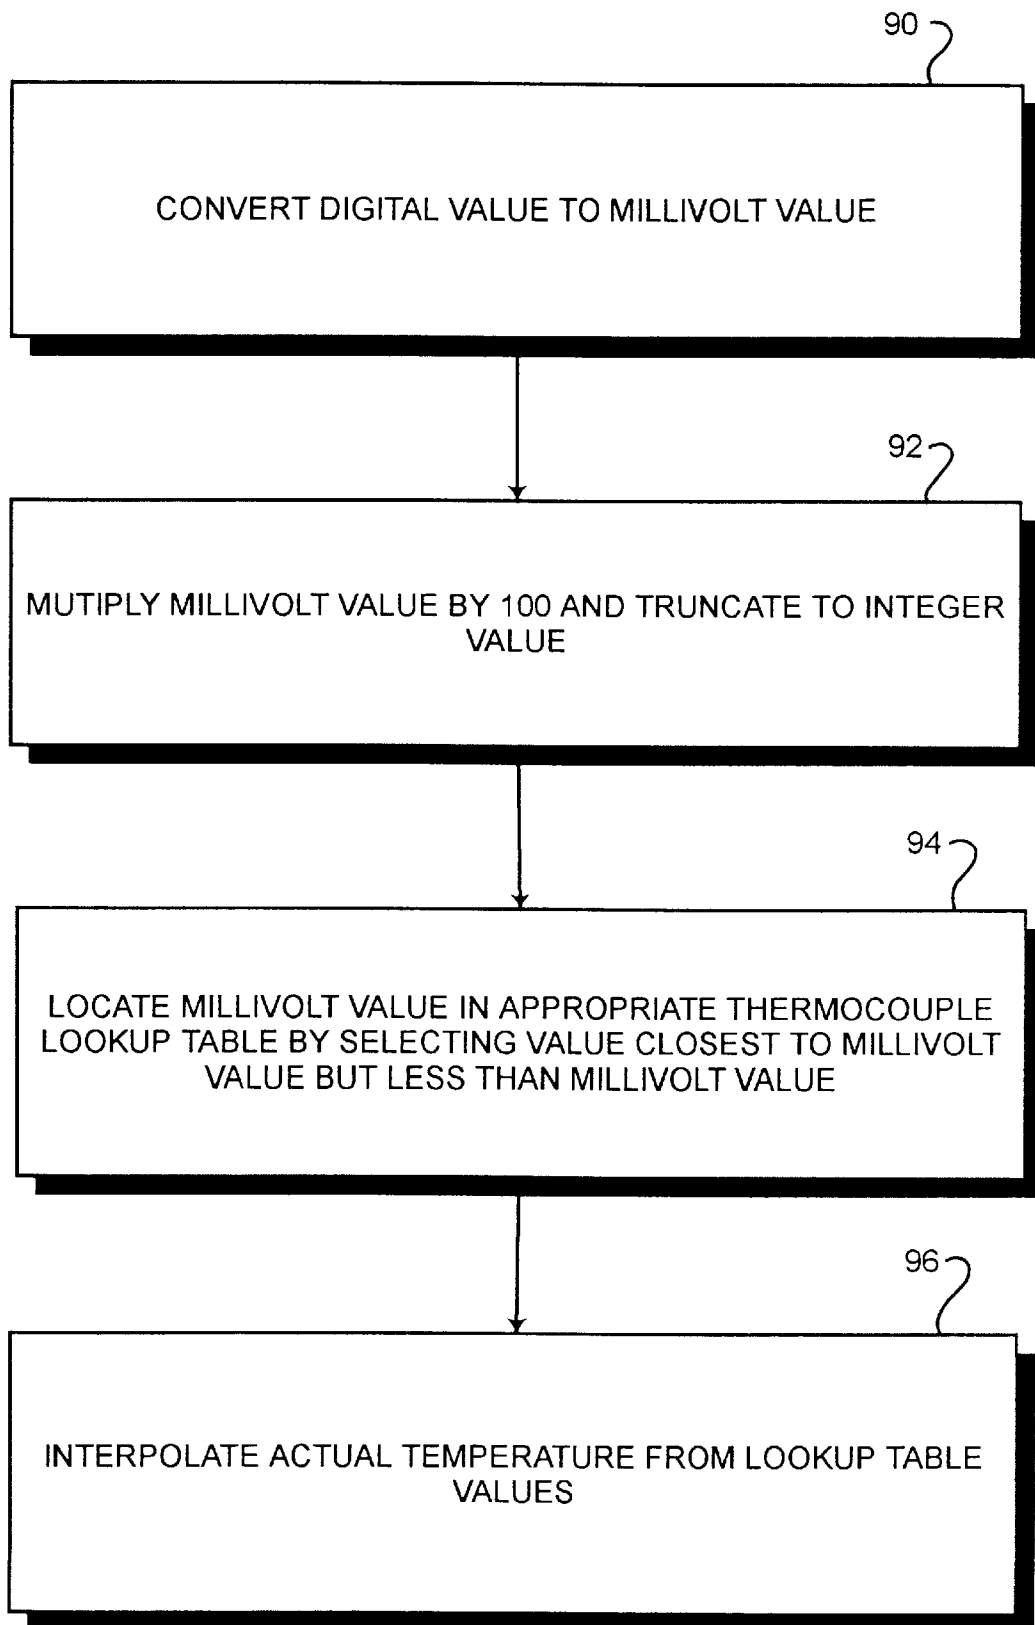 90
CONVERT DIGITAL VALUE TO MILLIVOLT VALUE
92
MUTIPLY MILLIVOLT VALUE BY 100 AND TRUNCATE TO INTEGER
VALUE
94
LOCATE MILLIVOLT VALUE IN APPROPRIATE THERMOCOUPLE
LOOKUP TABLE BY SELECTING VALUE CLOSEST TO MILLIVOLT
VALUE BUT LESS THAN MILLIVOLT VALUE
96
INTERPOLATE ACTUAL TEMPERATURE FROM LOOKUP TABLE
VALUES